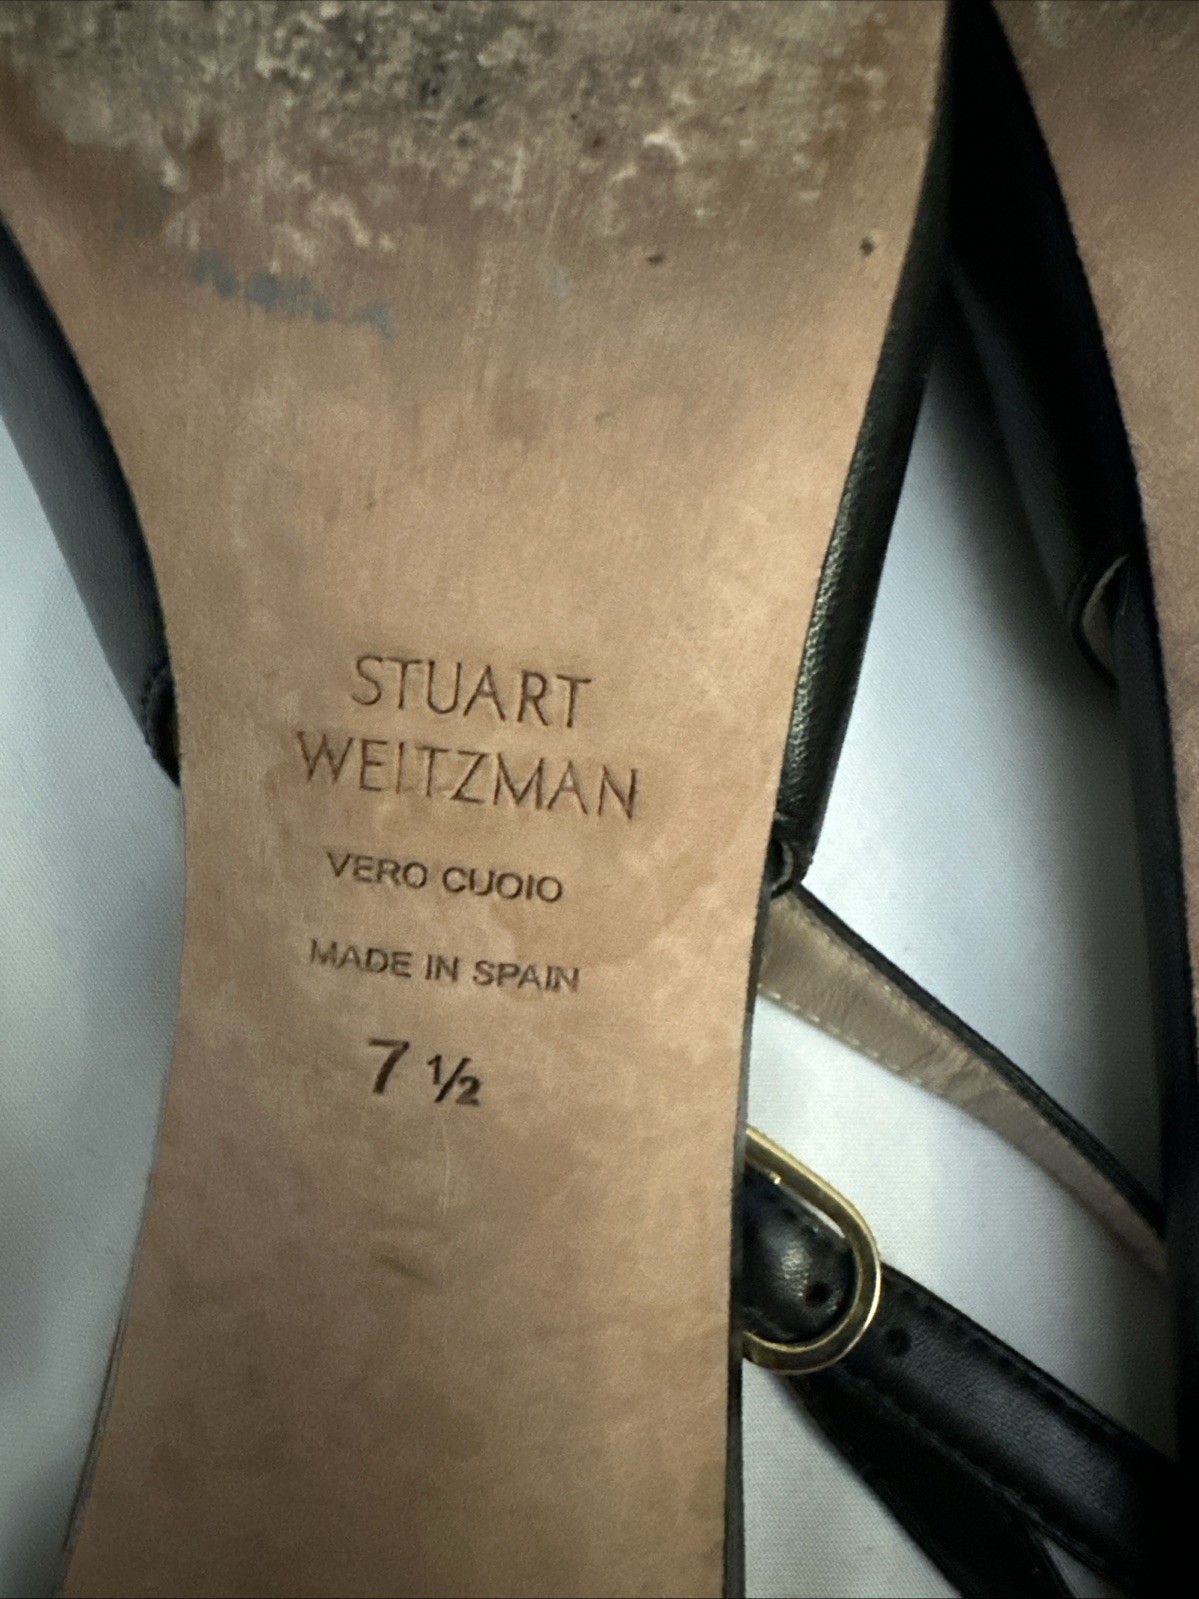 STUART
WEITZMAN
VERO CUOIO
MADE IN SPAIN
7 ½